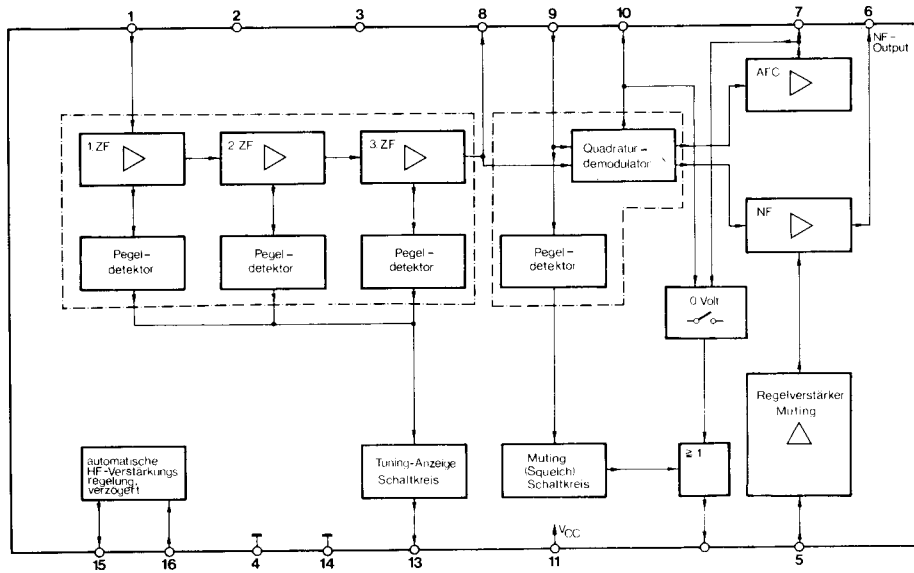 1 2 3 8 9 10 7 6
NF-
Output
AFC
1. ZF
2. ZF
3. ZF
Quadratur-
demodulator
NF
Pegel-
detektor
Pegel-
detektor
Pegel-
detektor
Pegel-
detektor
0 Volt
Regelverstärker
Muting
automatische
HF-Verstärkungs
regelung,
verzögert
Tuning-Anzeige
Schaltkreis
Muting
(Squelch)
Schaltkreis
≥ 1
VCC
15 16 4 14 13 11 5